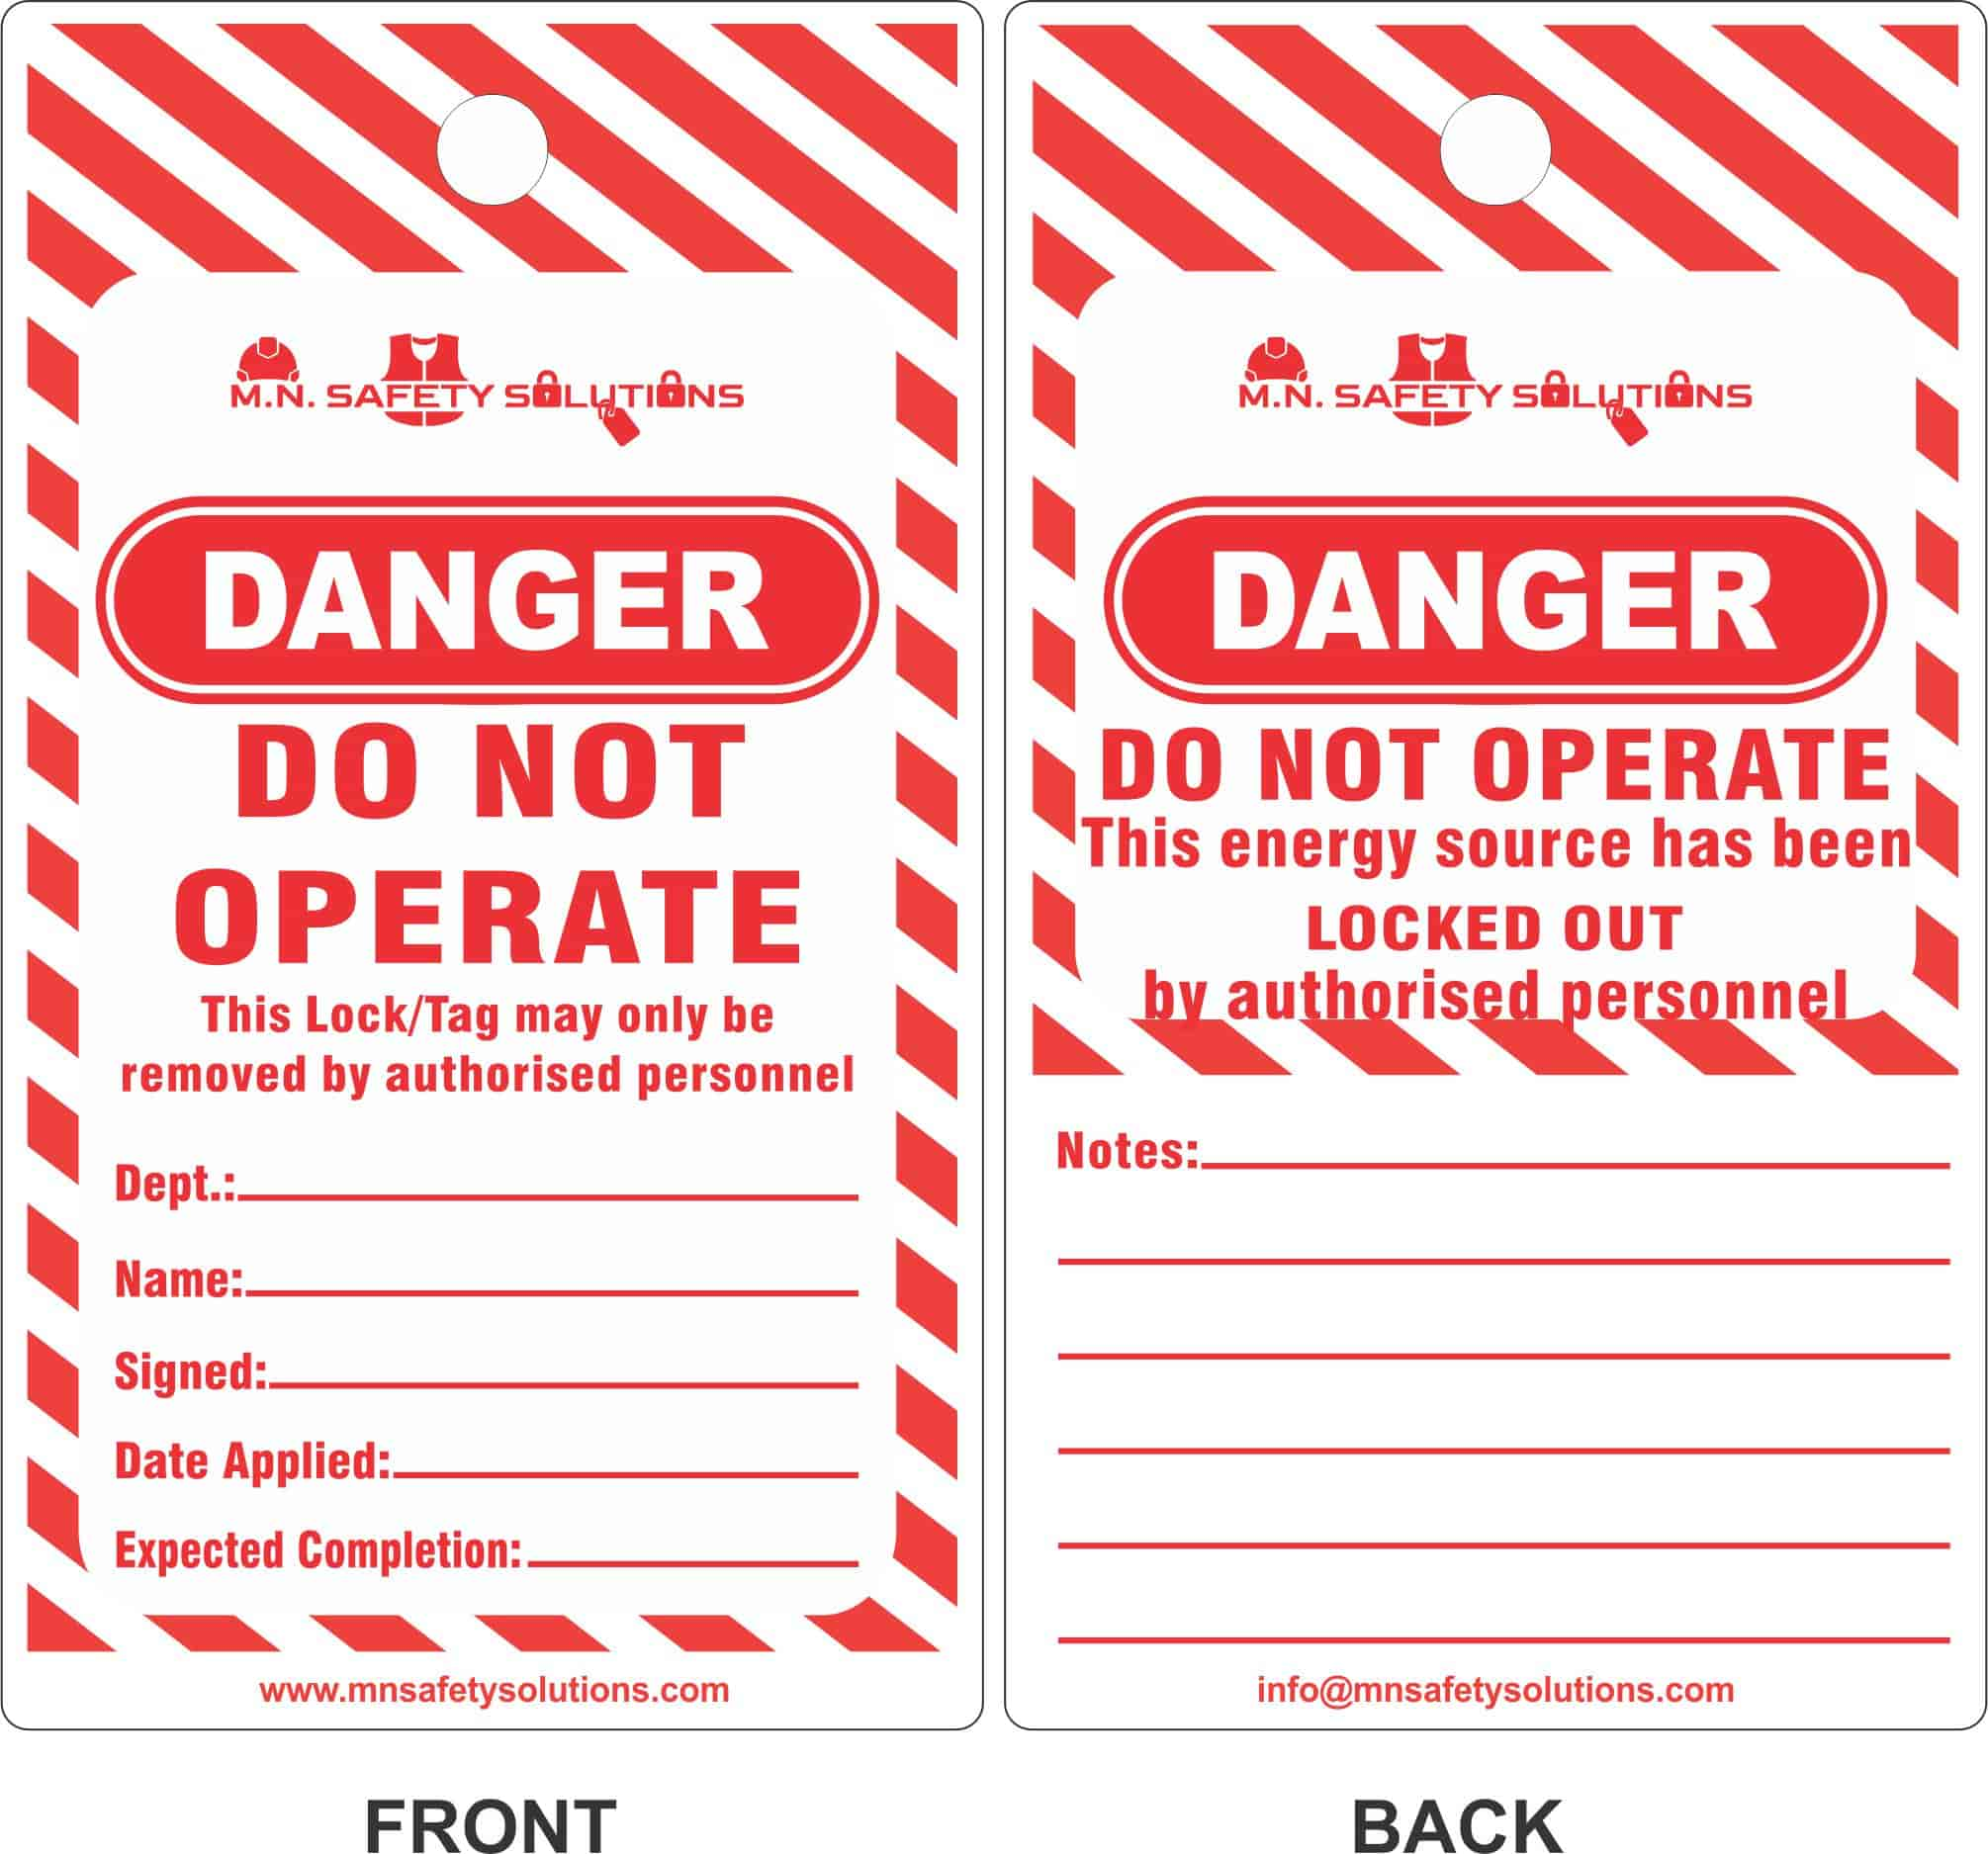 M.N. SAFETY SOLUTIONS
DANGER
DO NOT
OPERATE
This Lock/Tag may only be
removed by authorised personnel
Dept.:
Name:
Signed:
Date Applied:
Expected Completion:
www.mnsafetysolutions.com
FRONT
M.N. SAFETY SOLUTIONS
DANGER
DO NOT OPERATE
This energy source has been
LOCKED OUT
by authorised personnel
Notes:
info@mnsafetysolutions.com
BACK